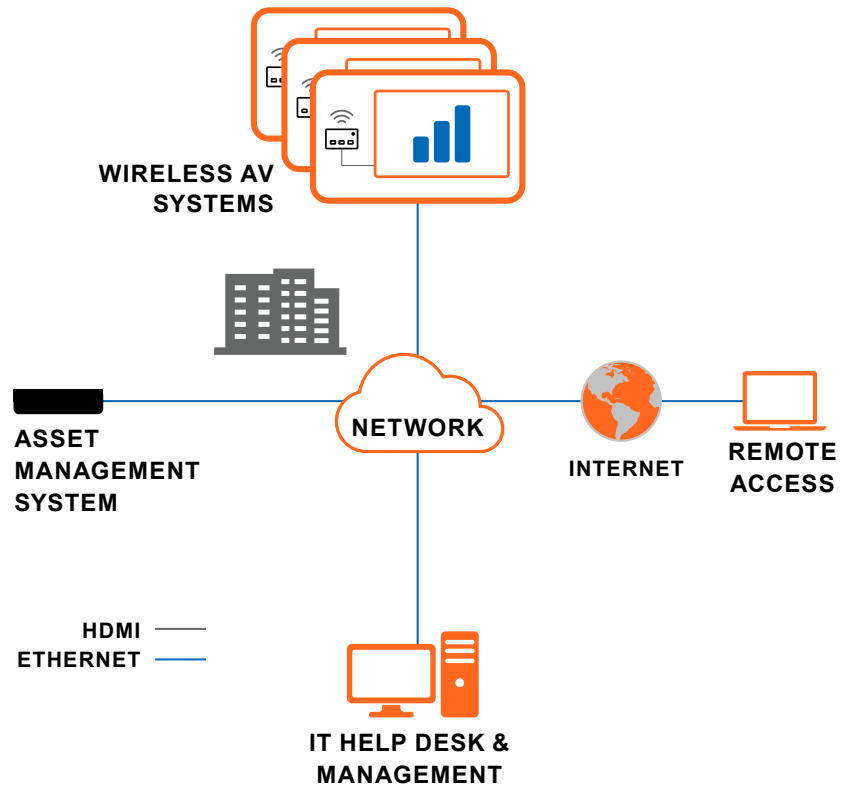 WIRELESS AV
SYSTEMS
NETWORK
ASSET
MANAGEMENT
SYSTEM
INTERNET
REMOTE
ACCESS
HDMI
ETHERNET
IT HELP DESK &
MANAGEMENT